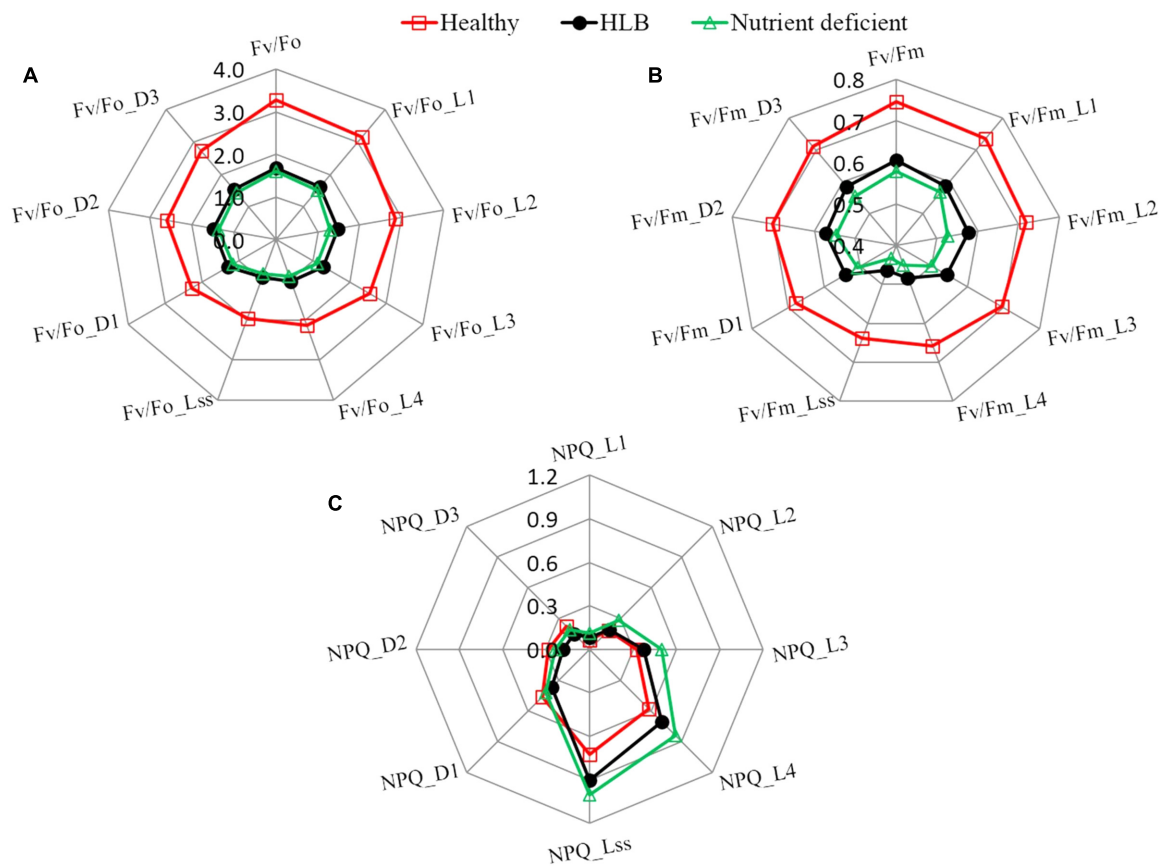 Healthy HLB Nutrient deficient
A
Fv/Fo
4.0
3.0
2.0
1.0
0.0
Fv/Fo_L1
Fv/Fo_L2
Fv/Fo_L3
Fv/Fo_L4
Fv/Fo_Lss
Fv/Fo_D1
Fv/Fo_D2
Fv/Fo_D3
B
Fv/Fm
0.8
0.7
0.6
0.5
0.4
Fv/Fm_L1
Fv/Fm_L2
Fv/Fm_L3
Fv/Fm_L4
Fv/Fm_Lss
Fv/Fm_D1
Fv/Fm_D2
Fv/Fm_D3
C
NPQ_L1
1.2
0.9
0.6
0.3
0.0
NPQ_L2
NPQ_L3
NPQ_L4
NPQ_Lss
NPQ_D1
NPQ_D2
NPQ_D3